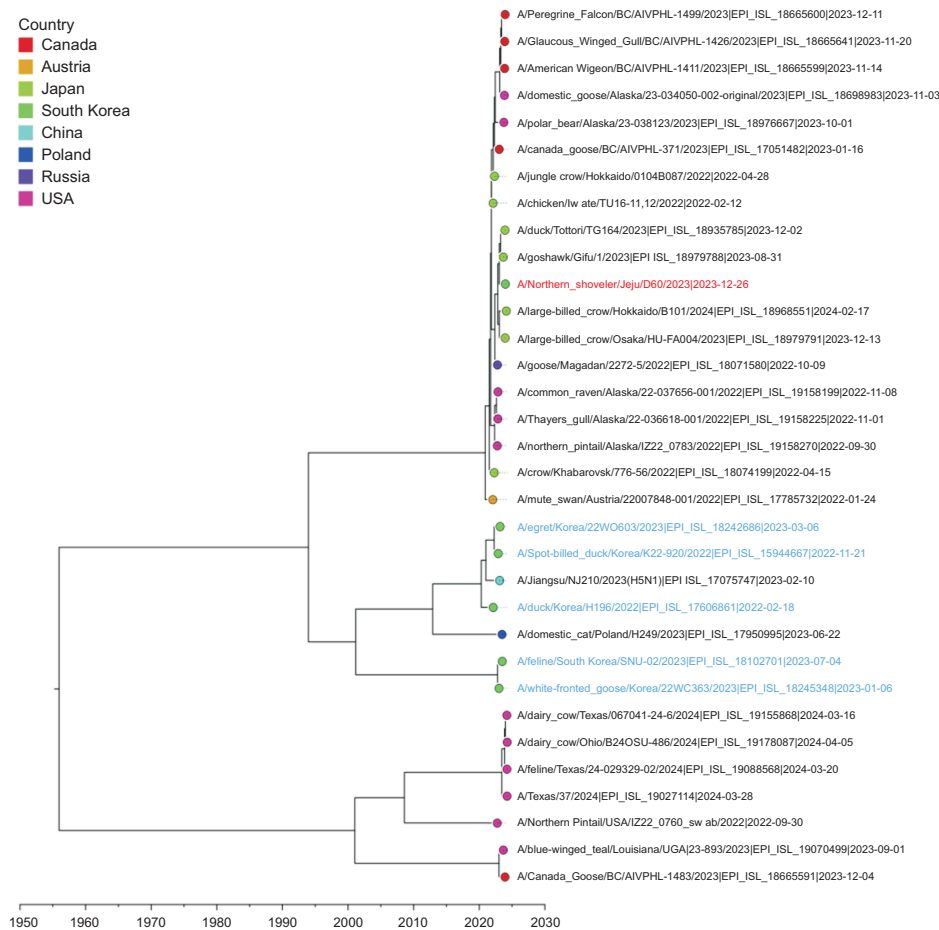 Country
Canada
Austria
Japan
South Korea
China
Poland
Russia
USA
A/Peregrine_Falcon/BC/AIVPHL-1499/2023|EPI_ISL_18665600|2023-12-11
A/Glaucous_Winged_Gull/BC/AIVPHL-1426/2023|EPI_ISL_18665641|2023-11-20
A/American Wigeon/BC/AIVPHL-1411/2023|EPI_ISL_18665599|2023-11-14
A/domestic_goose/Alaska/23-034050-002-original/2023|EPI_ISL_18698983|2023-11-03
A/polar_bear/Alaska/23-038123/2023|EPI_ISL_18976667|2023-10-01
A/canada_goose/BC/AIVPHL-371/2023|EPI_ISL_17051482|2023-01-16
A/jungle crow/Hokkaido/0104B087/2022|2022-04-28
A/chicken/Iw ate/TU16-11,12/2022|2022-02-12
A/duck/Tottori/TG164/2023|EPI_ISL_18935785|2023-12-02
A/goshawk/Gifu/1/2023|EPI ISL_18979788|2023-08-31
A/Northern_shoveler/Jeju/D60/2023|2023-12-26
A/large-billed_crow/Hokkaido/B101/2024|EPI_ISL_18968551|2024-02-17
A/large-billed_crow/Osaka/HU-FA004/2023|EPI_ISL_18979791|2023-12-13
A/goose/Magadan/2272-5/2022|EPI_ISL_18071580|2022-10-09
A/common_raven/Alaska/22-037656-001/2022|EPI_ISL_19158199|2022-11-08
A/Thayers_gull/Alaska/22-036618-001/2022|EPI_ISL_19158225|2022-11-01
A/northern_pintail/Alaska/IZ22_0783/2022|EPI_ISL_19158270|2022-09-30
A/crow/Khabarovsk/776-56/2022|EPI_ISL_18074199|2022-04-15
A/mute_swan/Austria/22007848-001/2022|EPI_ISL_17785732|2022-01-24
A/egret/Korea/22WO603/2023|EPI_ISL_18242686|2023-03-06
A/Spot-billed_duck/Korea/K22-920/2022|EPI_ISL_15944667|2022-11-21
A/Jiangsu/NJ210/2023(H5N1)|EPI ISL_17075747|2023-02-10
A/duck/Korea/H196/2022|EPI_ISL_17606861|2022-02-18
A/domestic_cat/Poland/H249/2023|EPI_ISL_17950995|2023-06-22
A/feline/South Korea/SNU-02/2023|EPI_ISL_18102701|2023-07-04
A/white-fronted_goose/Korea/22WC363/2023|EPI_ISL_18245348|2023-01-06
A/dairy_cow/Texas/067041-24-6/2024|EPI_ISL_19155868|2024-03-16
A/dairy_cow/Ohio/B24OSU-486/2024|EPI_ISL_19178087|2024-04-05
A/feline/Texas/24-029329-02/2024|EPI_ISL_19088568|2024-03-20
A/Texas/37/2024|EPI_ISL_19027114|2024-03-28
A/Northern Pintail/USA/IZ22_0760_sw ab/2022|2022-09-30
A/blue-winged_teal/Louisiana/UGA|23-893/2023|EPI_ISL_19070499|2023-09-01
A/Canada_Goose/BC/AIVPHL-1483/2023|EPI_ISL_18665591|2023-12-04
1950 1960 1970 1980 1990 2000 2010 2020 2030